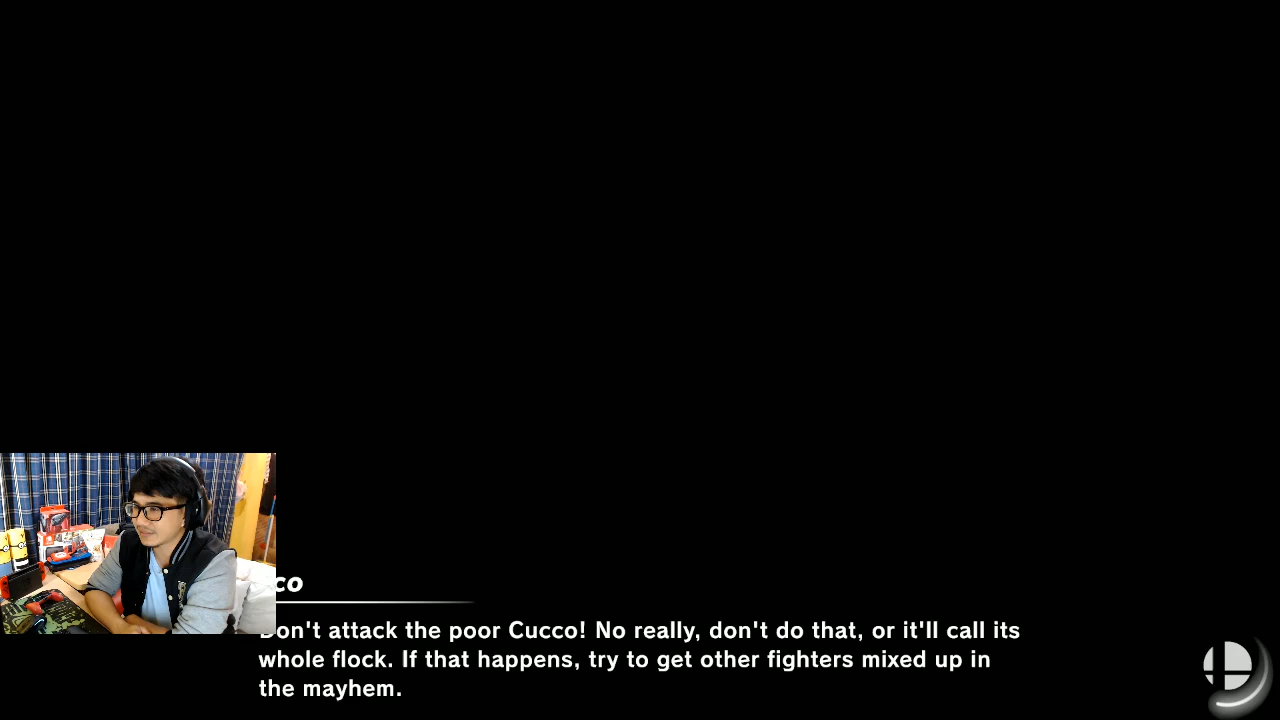 co
Don't attack the poor Cucco! No really, don't do that, or it'll call its
whole flock. If that happens, try to get other fighters mixed up in
the mayhem.